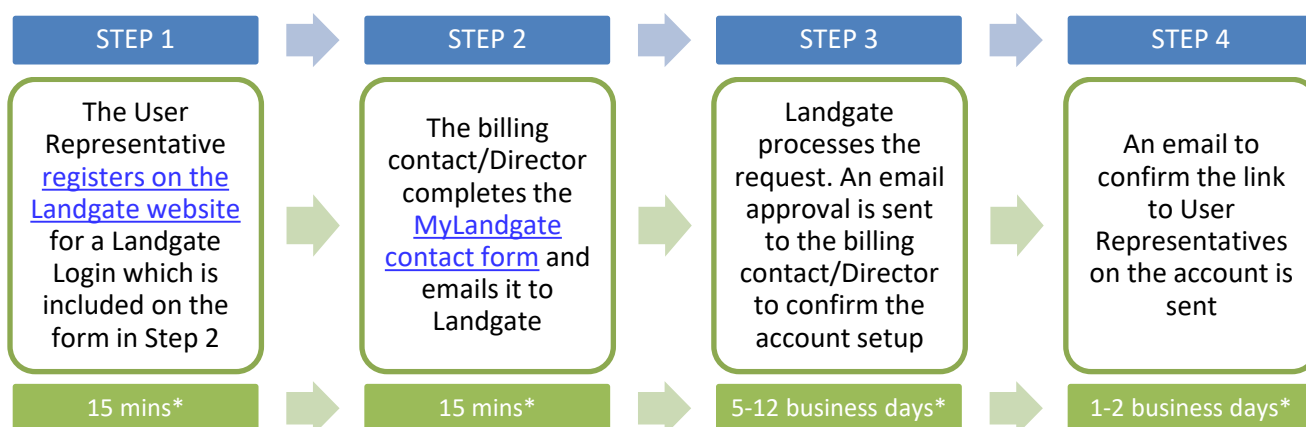 STEP 1
The User
Representative
registers on the
Landgate website
for a Landgate
Login which is
included on the
form in Step 2
15 mins*
STEP 2
The billing
contact/Director
completes the
MyLandgate
contact form and
emails it to
Landgate
15 mins*
STEP 3
Landgate
processes the
request. An email
approval is sent
to the billing
contact/Director
to confirm the
account setup
5-12 business days*
STEP 4
An email to
confirm the link
to User
Representatives
on the account is
sent
1-2 business days*